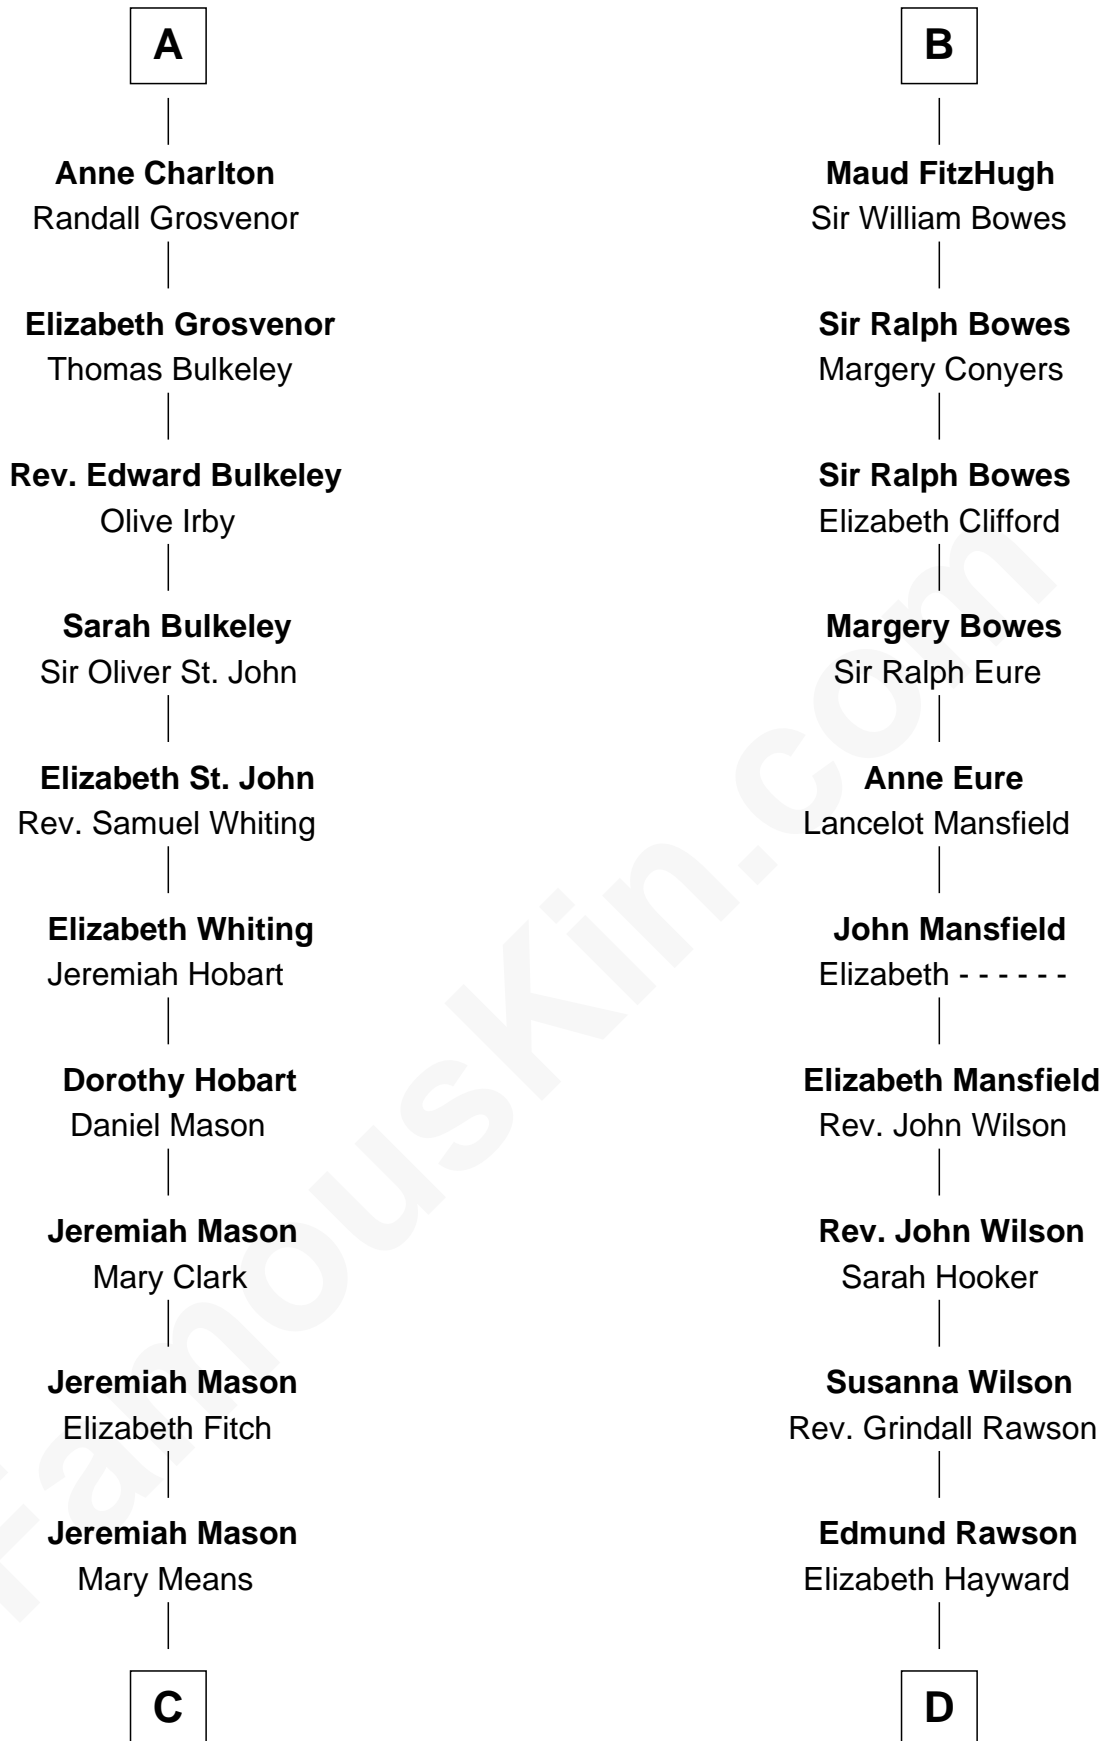 A
Anne Charlton
Randall Grosvenor
Elizabeth Grosvenor
Thomas Bulkeley
Rev. Edward Bulkeley
Olive Irby
Sarah Bulkeley
Sir Oliver St. John
Elizabeth St. John
Rev. Samuel Whiting
Elizabeth Whiting
Jeremiah Hobart
Dorothy Hobart
Daniel Mason
Jeremiah Mason
Mary Clark
Jeremiah Mason
Elizabeth Fitch
Jeremiah Mason
Mary Means
C
B
Maud FitzHugh
Sir William Bowes
Sir Ralph Bowes
Margery Conyers
Sir Ralph Bowes
Elizabeth Clifford
Margery Bowes
Sir Ralph Eure
Anne Eure
Lancelot Mansfield
John Mansfield
Elizabeth - - - - - -
Elizabeth Mansfield
Rev. John Wilson
Rev. John Wilson
Sarah Hooker
Susanna Wilson
Rev. Grindall Rawson
Edmund Rawson
Elizabeth Hayward
D
FamousKin.com